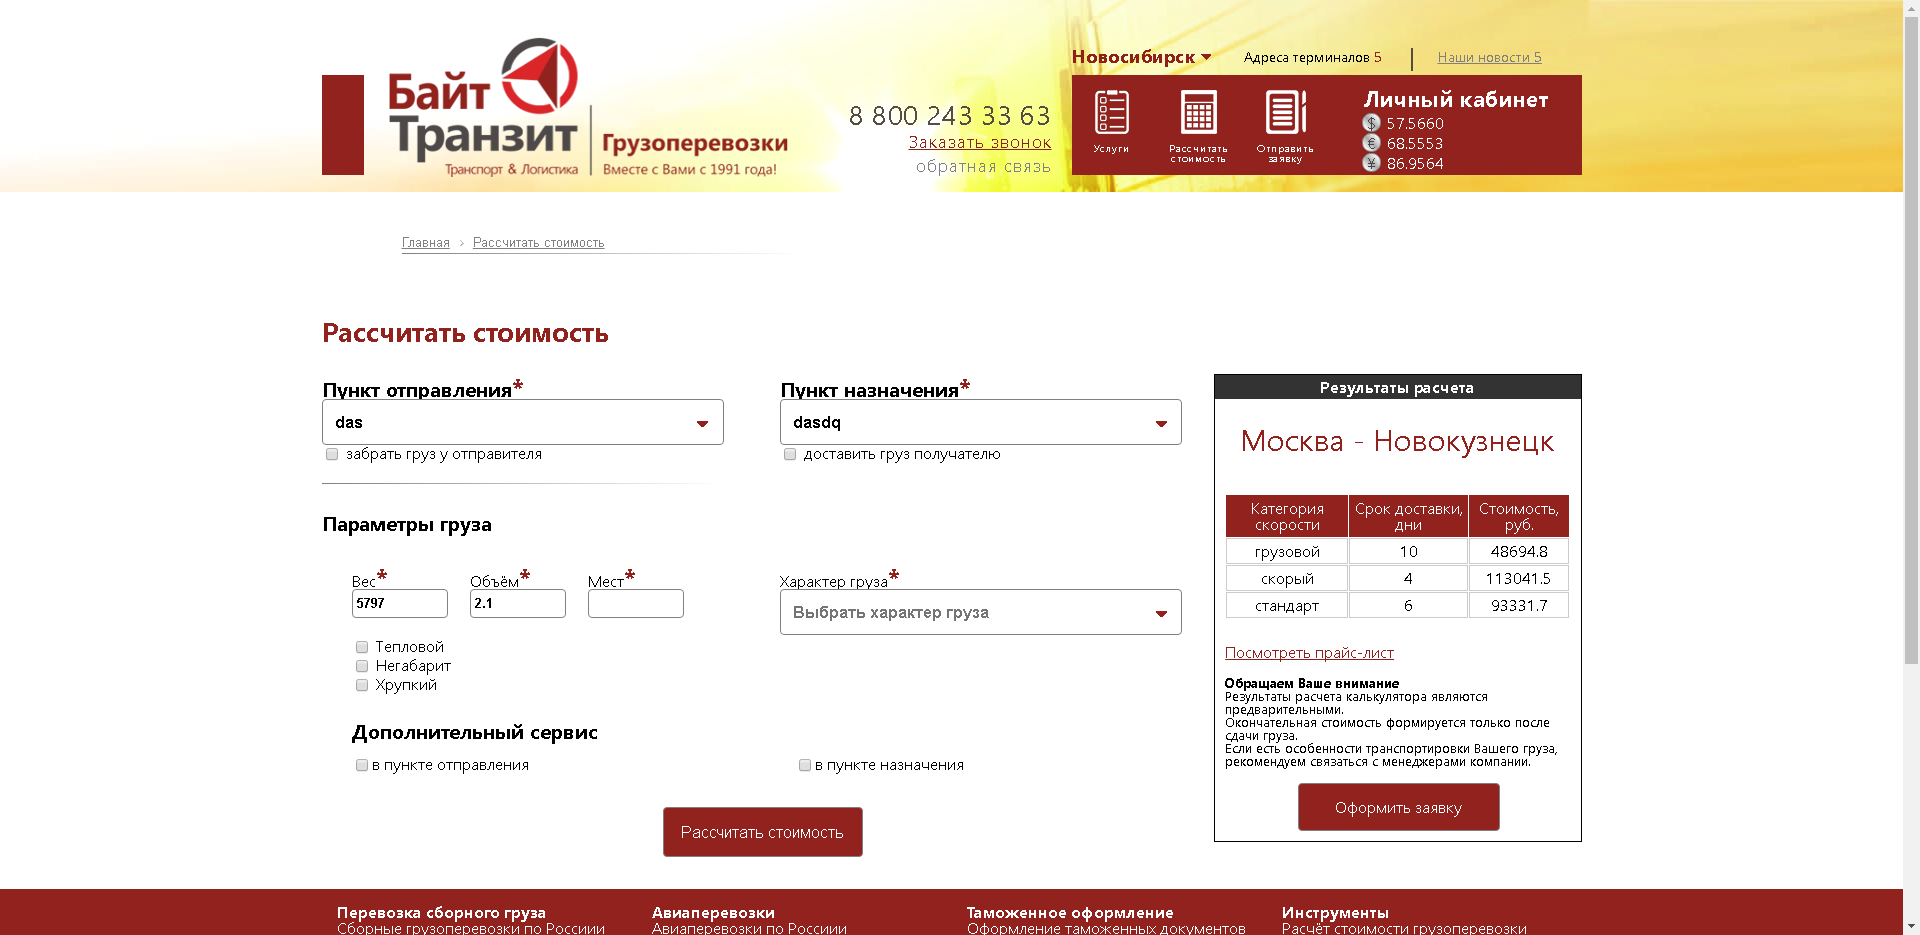 Байт
Транзит
Транспорт & Логистика
Грузоперевозки
Вместе с Вами с 1991 года!
8 800 243 33 63
Заказать звонок
обратная связь
Новосибирск
Адреса терминалов 5
Наши новости 5
Услуги
Рассчитать
стоимость
Отправить
заявку
Личный кабинет
$ 57.5660
€ 68.5553
¥ 86.9564
Главная › Рассчитать стоимость
Рассчитать стоимость
Пункт отправления*
das
забрать груз у отправителя
Пункт назначения*
dasdq
доставить груз получателю
Параметры груза
Вес* Объём* Мест*
5797 2.1
Характер груза*
Выбрать характер груза
Тепловой
Негабарит
Хрупкий
Дополнительный сервис
в пункте отправления
в пункте назначения
Рассчитать стоимость
Результаты расчета
Москва - Новокузнецк
Категория скорости Срок доставки, дни Стоимость, руб.
грузовой 10 48694.8
скорый 4 113041.5
стандарт 6 93331.7
Посмотреть прайс-лист
Обращаем Ваше внимание
Результаты расчета калькулятора являются
предварительными.
Окончательная стоимость формируется только после
сдачи груза.
Если есть особенности транспортировки Вашего груза,
рекомендуем связаться с менеджерами компании.
Оформить заявку
Перевозка сборного груза
Сборные грузоперевозки по Россиии
Авиаперевозки
Авиаперевозки по Россиии
Таможенное оформление
Оформление таможенных документов
Инструменты
Расчёт стоимости грузоперевозки